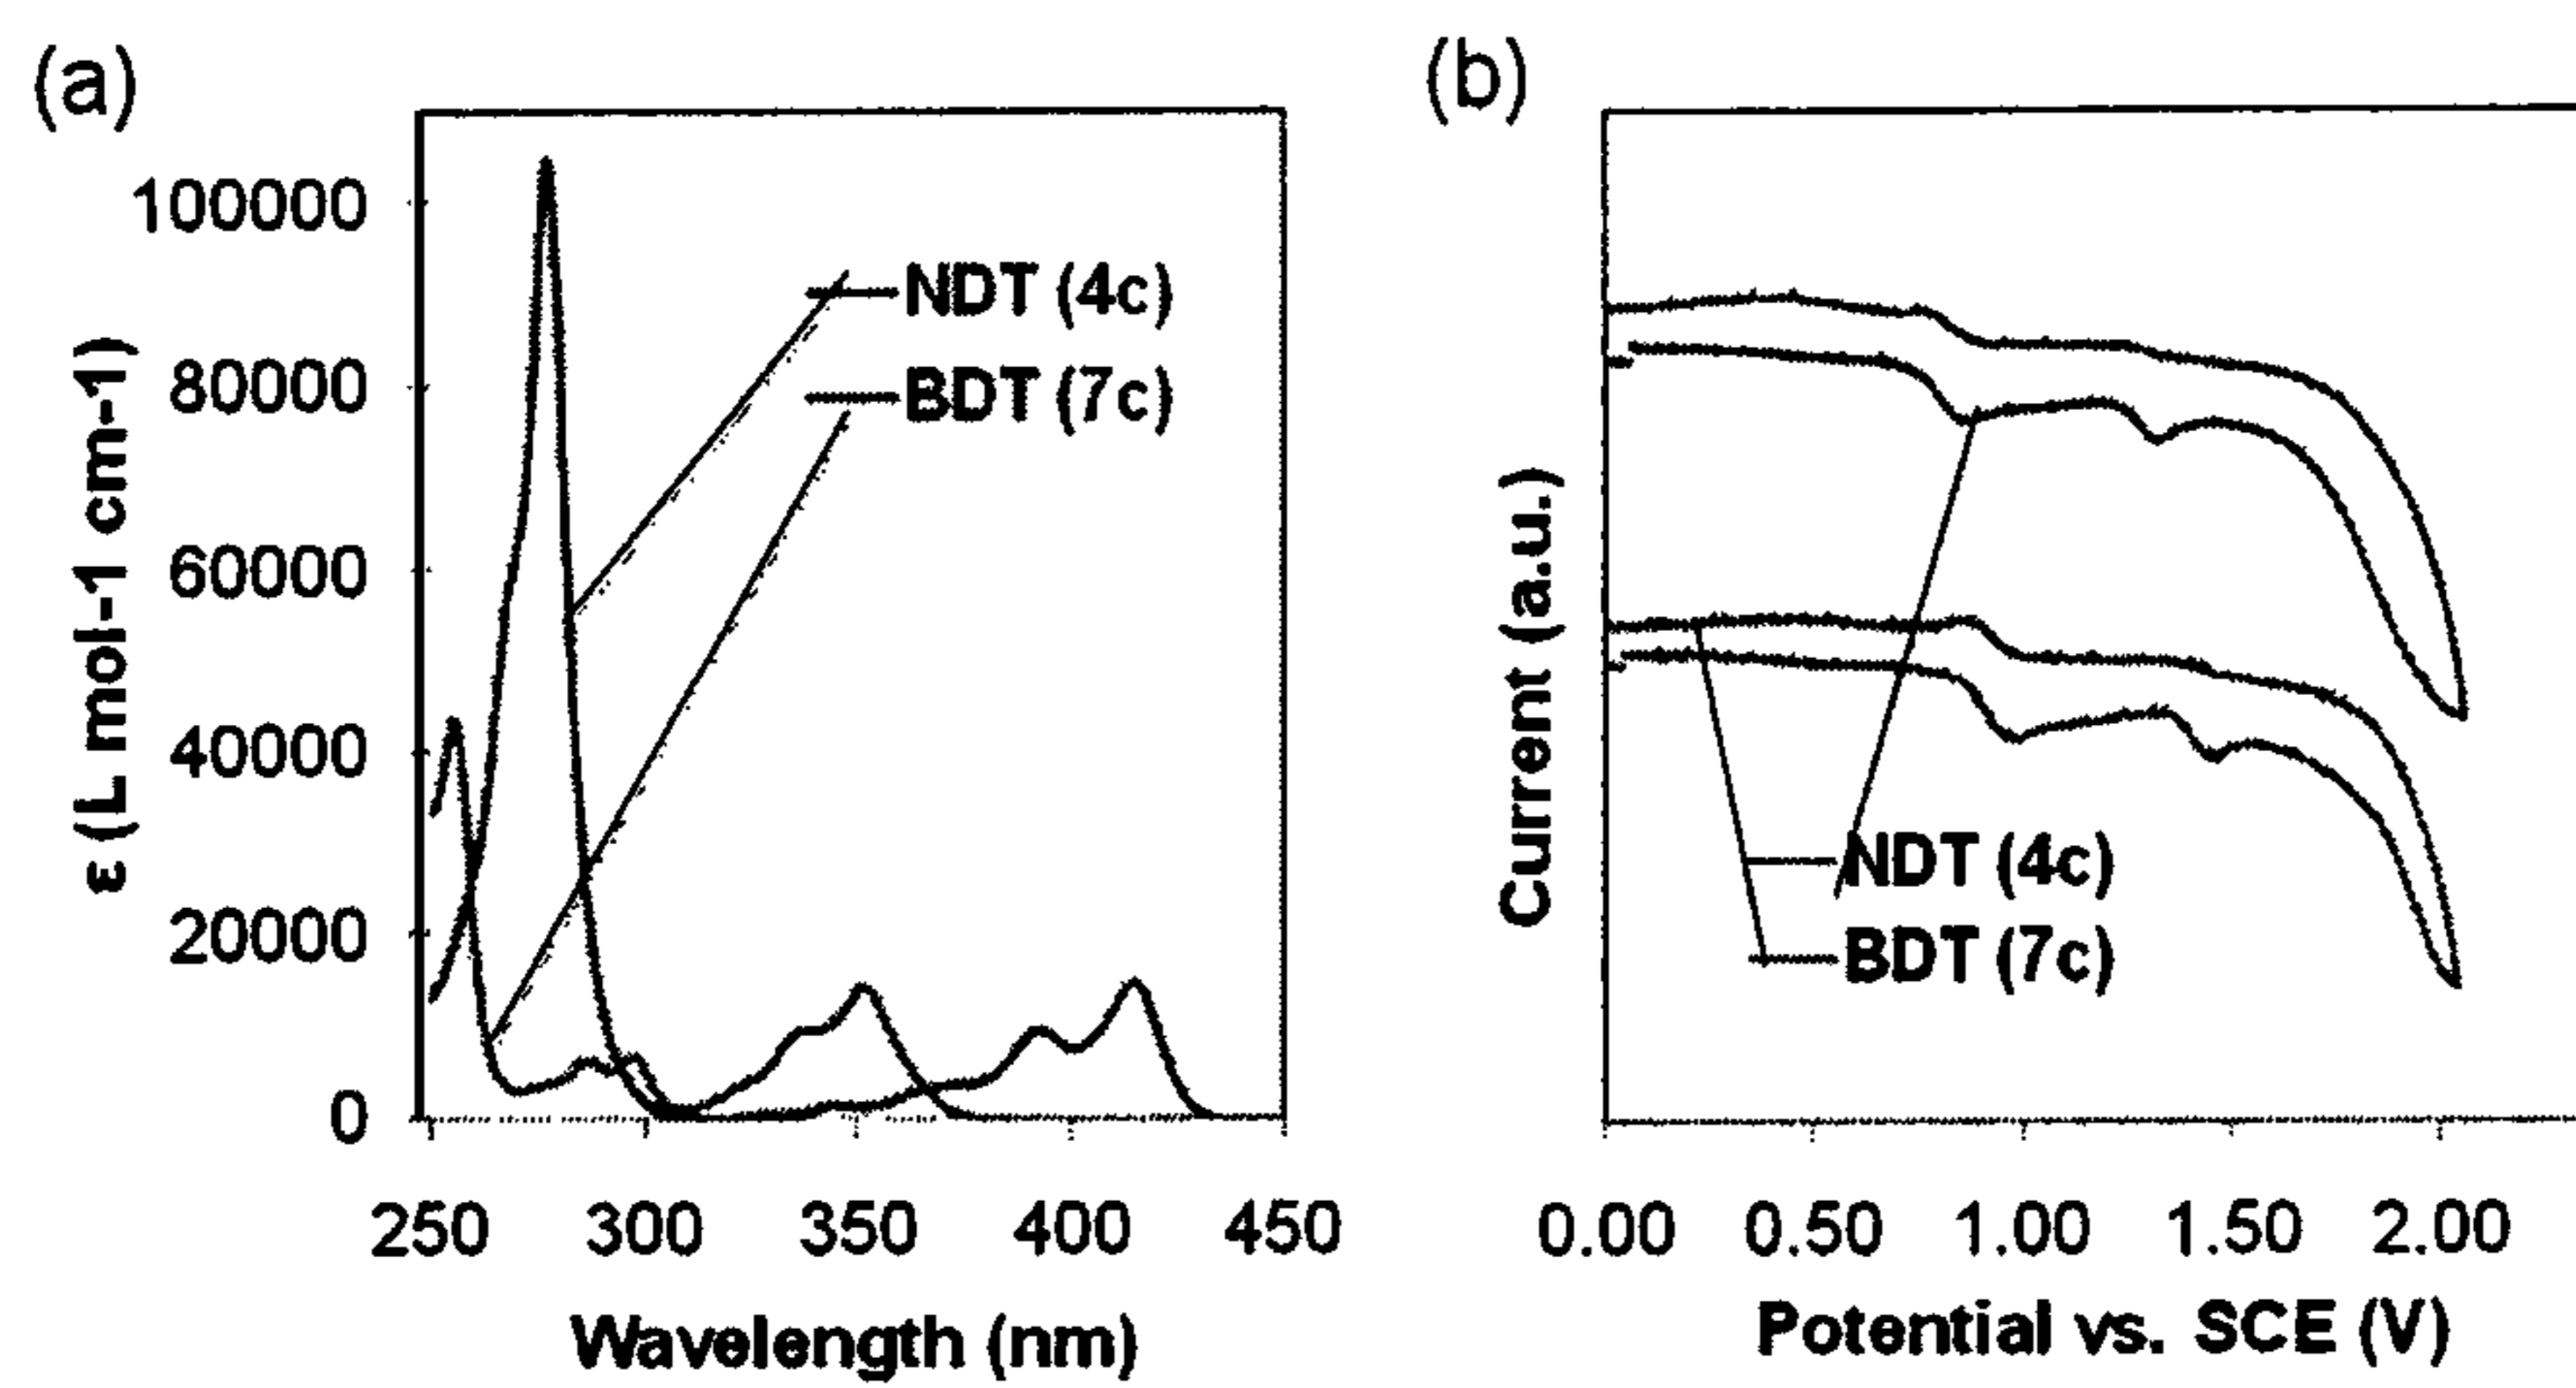 (a)
ε (L mol-1 cm-1)
100000
80000
60000
40000
20000
0
NDT (4c)
BDT (7c)
250 300 350 400 450
Wavelength (nm)
(b)
Current (a.u.)
NDT (4c)
BDT (7c)
0.00 0.50 1.00 1.50 2.00
Potential vs. SCE (V)